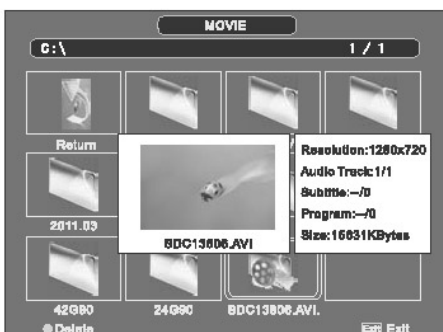 MOVIE
C:\ 1 / 1
Return
Resolution:1280x720
Audio Track:1/1
Subtitle:--/0
Program:--/0
Size:15631KBytes
SDC13806.AVI
2011.03
42G90 24G90 SDC13806.AVI.
Delete Exit Exit